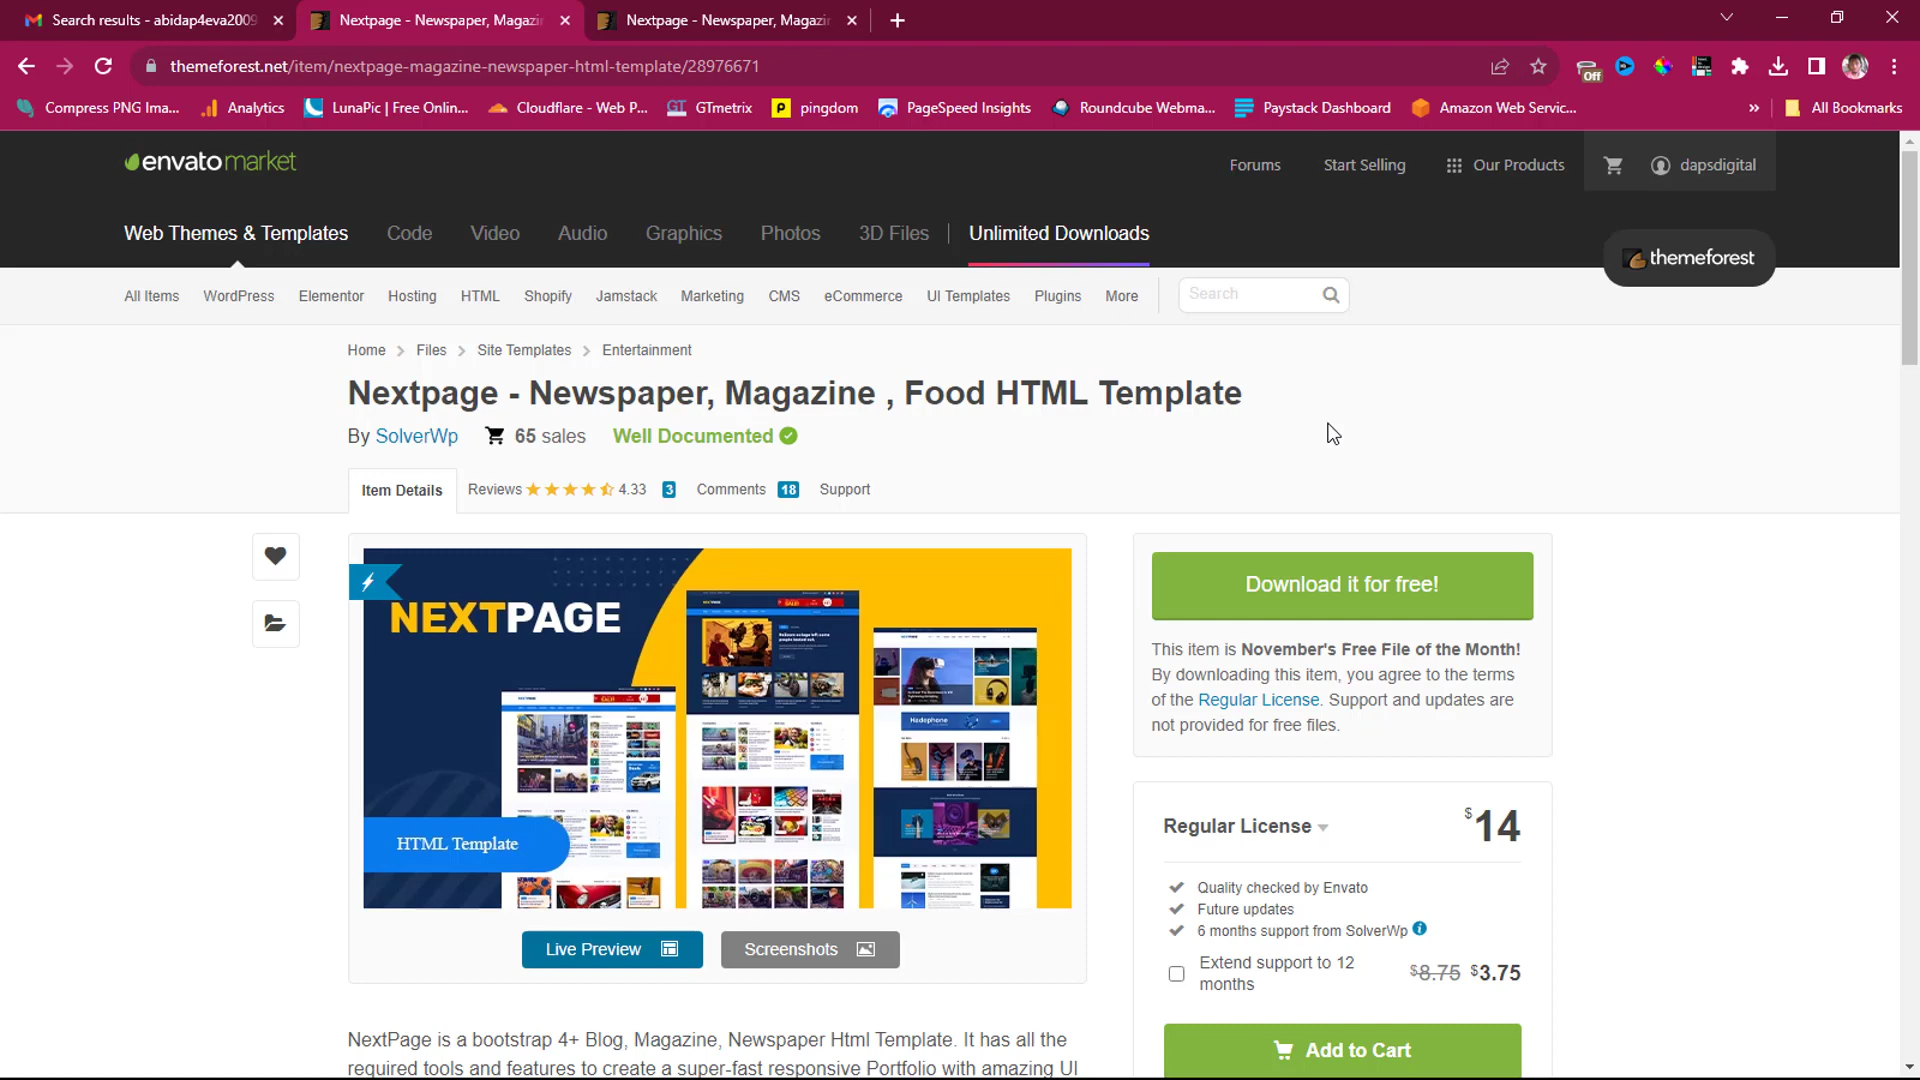 Search results - abidap4eva2009
Nextpage - Newspaper, Magazi
Nextpage - Newspaper, Magazi
themeforest.net/item/nextpage-magazine-newspaper-html-template/28976671
Off
Compress PNG Ima...
Analytics
LunaPic | Free Onlin...
Cloudflare - Web P...
GTmetrix
pingdom
PageSpeed Insights
Roundcube Webma...
Paystack Dashboard
Amazon Web Servic...
»
All Bookmarks
envatomarket
Forums
Start Selling
Our Products
dapsdigital
Web Themes & Templates
Code
Video
Audio
Graphics
Photos
3D Files
Unlimited Downloads
themeforest
All Items
WordPress
Elementor
Hosting
HTML
Shopify
Jamstack
Marketing
CMS
eCommerce
UI Templates
Plugins
More
Search
Home
Files
Site Templates
Entertainment
Nextpage - Newspaper, Magazine , Food HTML Template
By SolverWp
65 sales
Well Documented
Item Details
Reviews
4.33
3
Comments
18
Support
NEXTPAGE
HTML Template
Headephone
Live Preview
Screenshots
NextPage is a bootstrap 4+ Blog, Magazine, Newspaper Html Template. It has all the
required tools and features to create a super-fast responsive Portfolio with amazing UI
Download it for free!
This item is November's Free File of the Month!
By downloading this item, you agree to the terms
of the Regular License. Support and updates are
not provided for free files.
Regular License
$14
Quality checked by Envato
Future updates
6 months support from SolverWp
Extend support to 12
months
$8.75 $3.75
Add to Cart